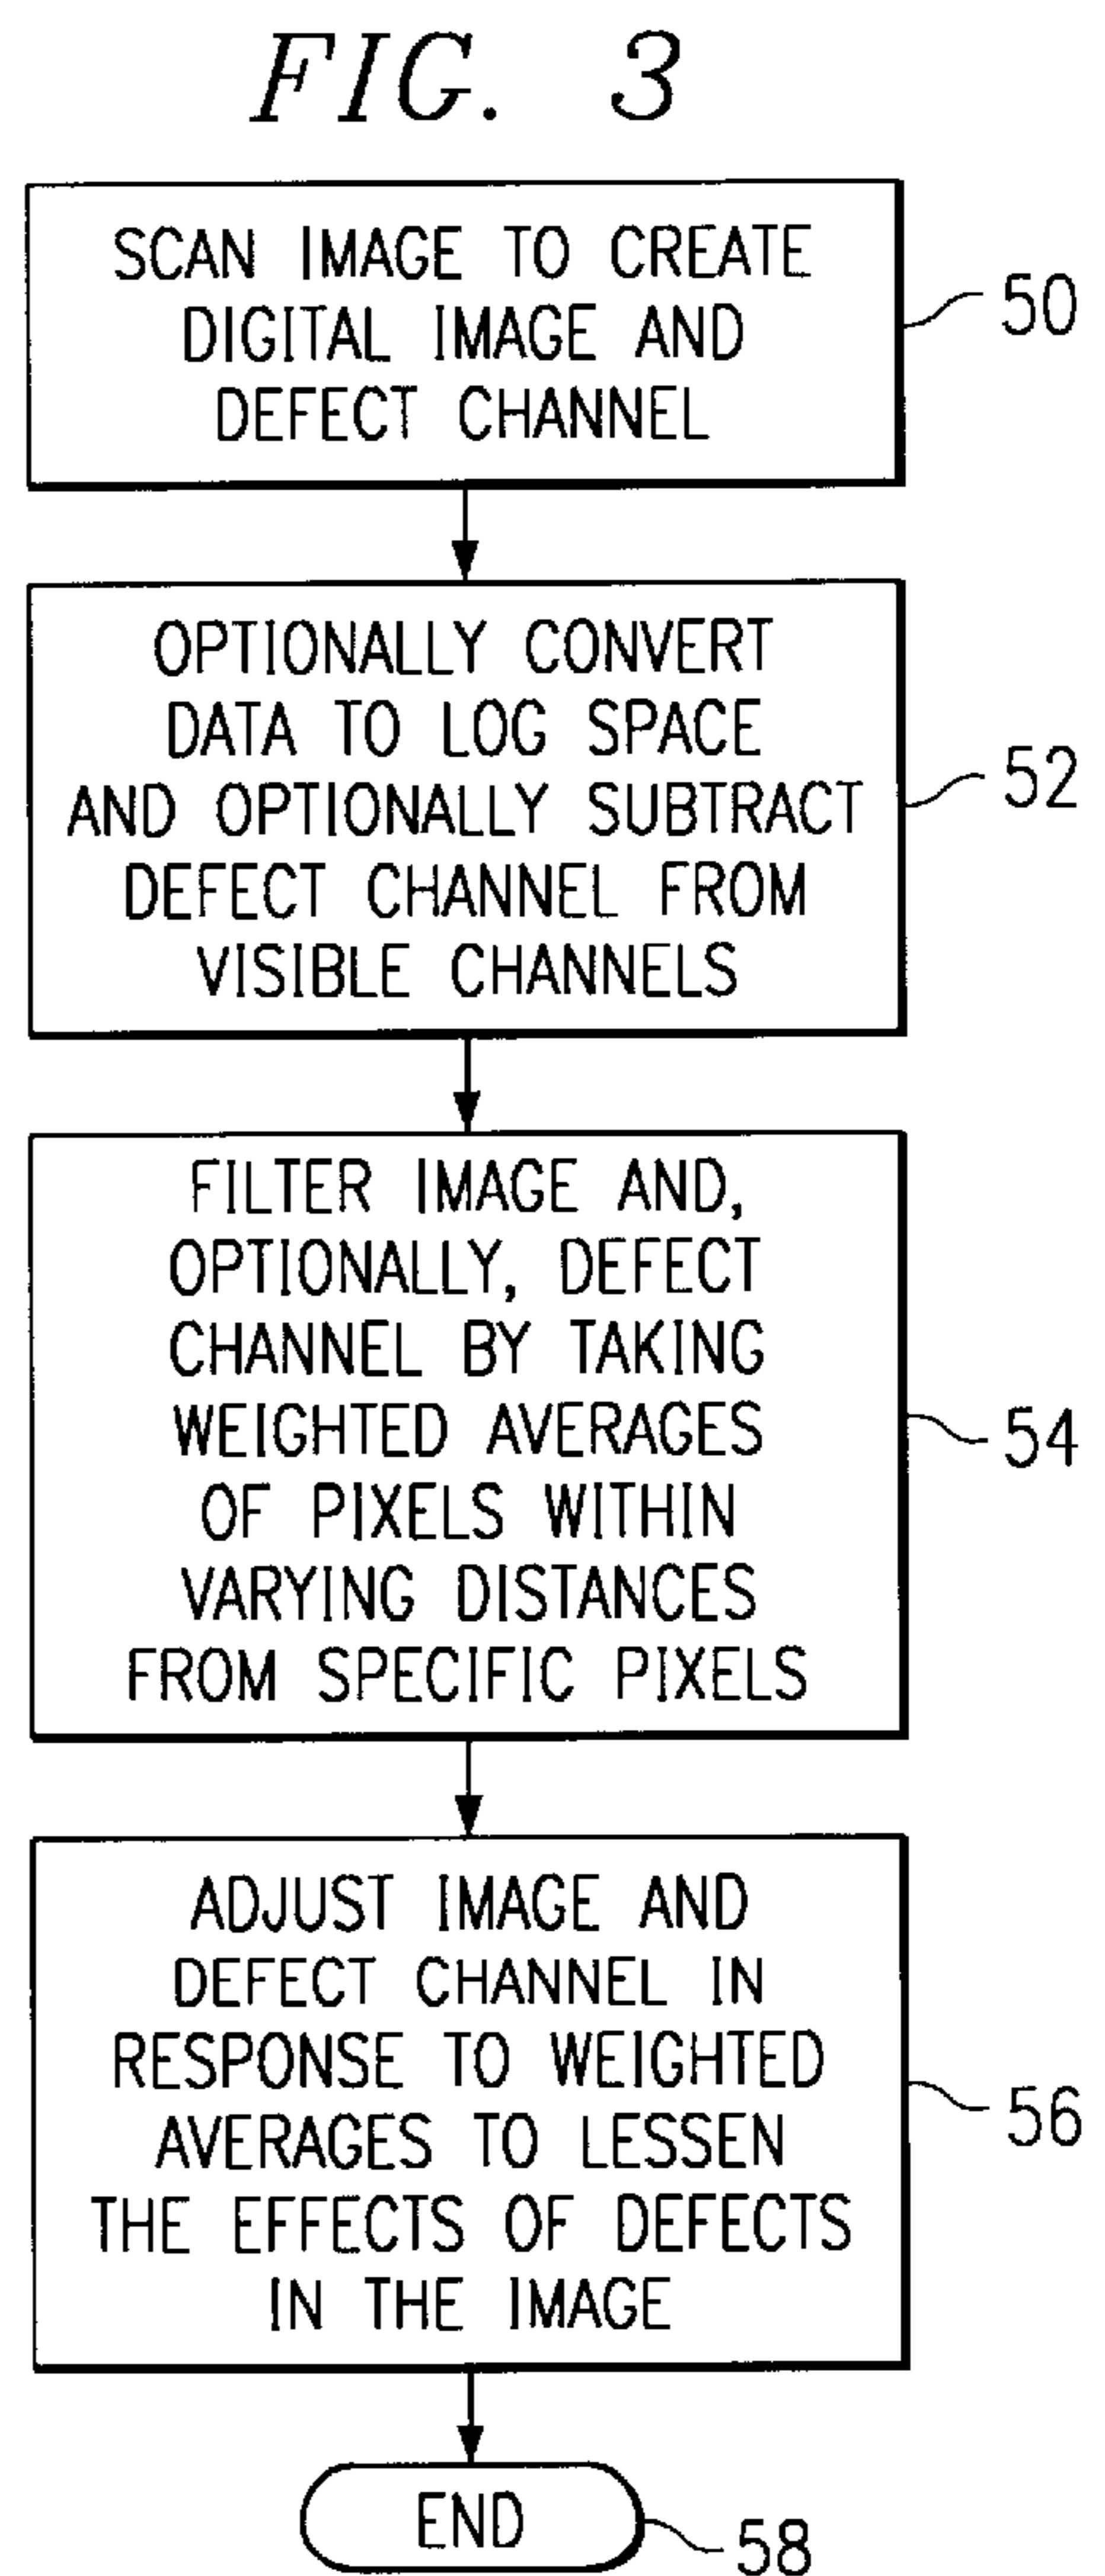 FIG. 3
SCAN IMAGE TO CREATE
DIGITAL IMAGE AND
DEFECT CHANNEL
50
OPTIONALLY CONVERT
DATA TO LOG SPACE
AND OPTIONALLY SUBTRACT
DEFECT CHANNEL FROM
VISIBLE CHANNELS
52
FILTER IMAGE AND,
OPTIONALLY, DEFECT
CHANNEL BY TAKING
WEIGHTED AVERAGES
OF PIXELS WITHIN
VARYING DISTANCES
FROM SPECIFIC PIXELS
54
ADJUST IMAGE AND
DEFECT CHANNEL IN
RESPONSE TO WEIGHTED
AVERAGES TO LESSEN
THE EFFECTS OF DEFECTS
IN THE IMAGE
56
END
58